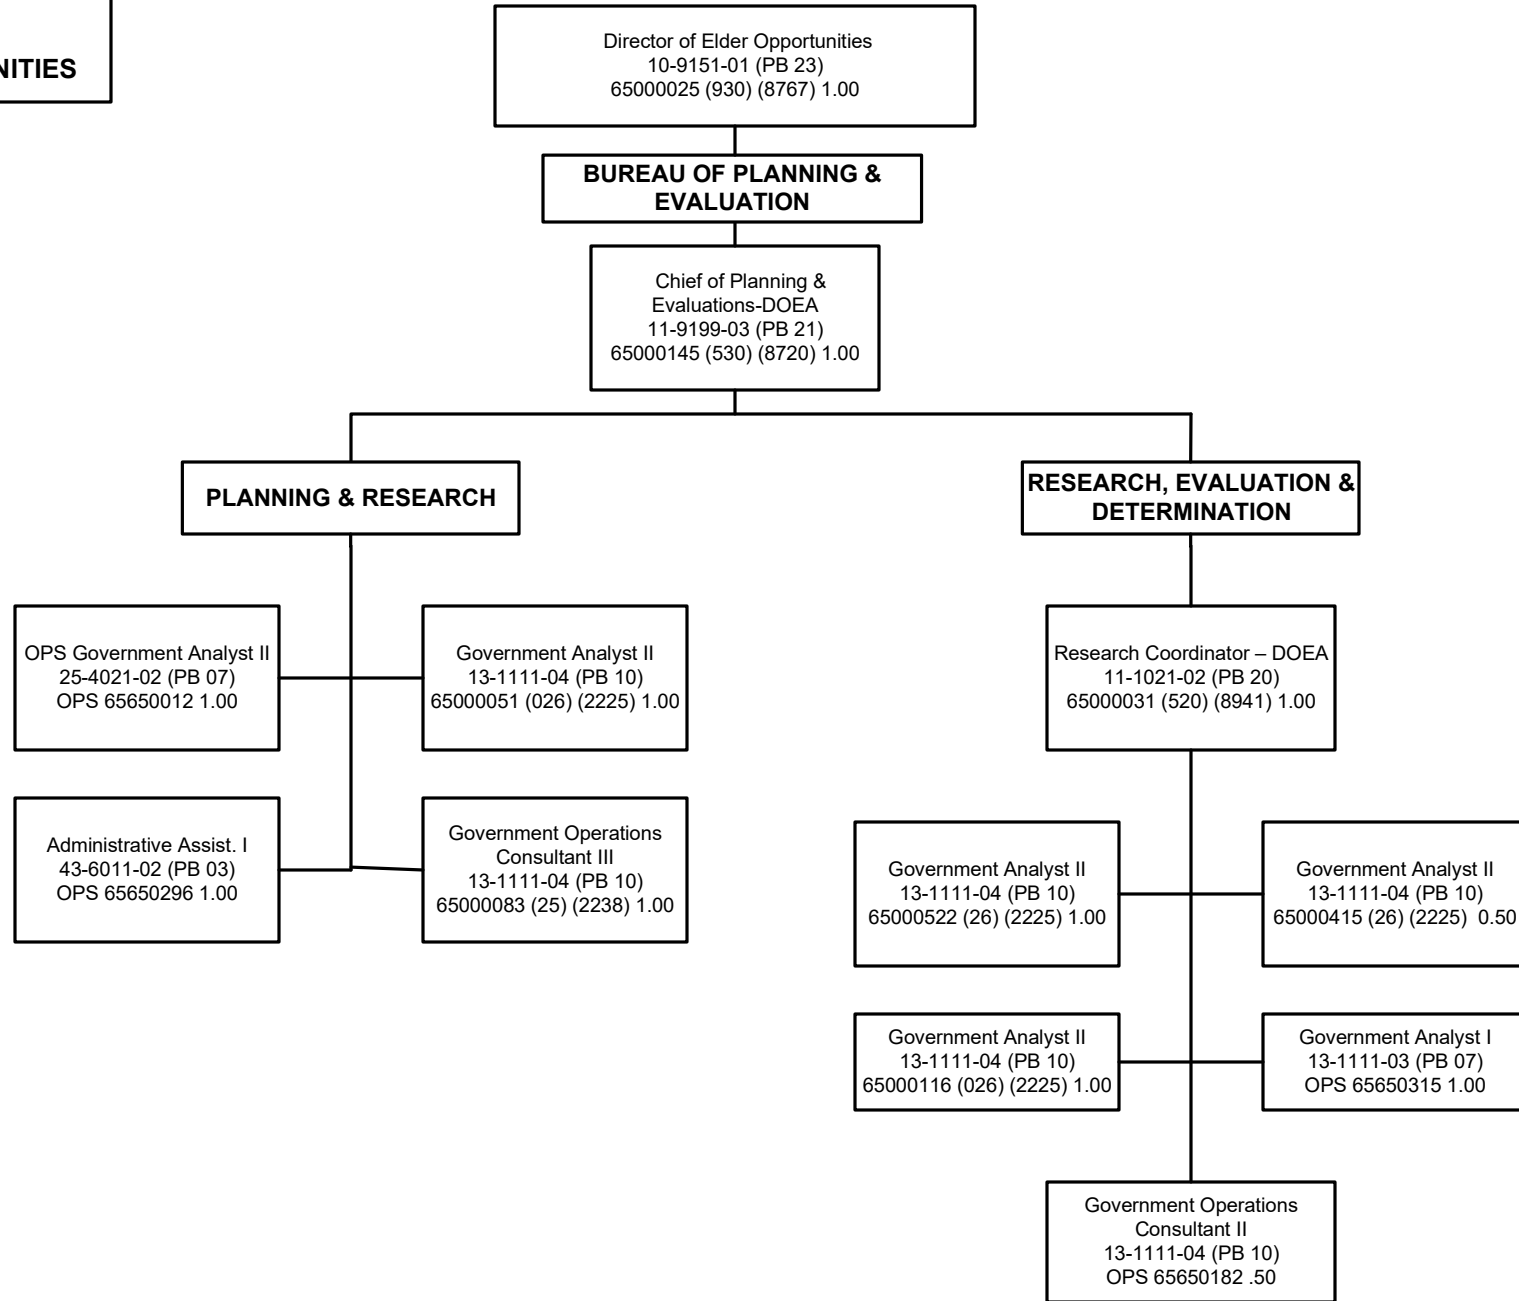 NITIES
Director of Elder Opportunities
10-9151-01 (PB 23)
65000025 (930) (8767) 1.00
BUREAU OF PLANNING &
EVALUATION
Chief of Planning &
Evaluations-DOEA
11-9199-03 (PB 21)
65000145 (530) (8720) 1.00
PLANNING & RESEARCH
OPS Government Analyst II
25-4021-02 (PB 07)
OPS 65650012 1.00
Government Analyst II
13-1111-04 (PB 10)
65000051 (026) (2225) 1.00
Administrative Assist. I
43-6011-02 (PB 03)
OPS 65650296 1.00
Government Operations
Consultant III
13-1111-04 (PB 10)
65000083 (25) (2238) 1.00
RESEARCH, EVALUATION &
DETERMINATION
Research Coordinator – DOEA
11-1021-02 (PB 20)
65000031 (520) (8941) 1.00
Government Analyst II
13-1111-04 (PB 10)
65000522 (26) (2225) 1.00
Government Analyst II
13-1111-04 (PB 10)
65000415 (26) (2225) 0.50
Government Analyst II
13-1111-04 (PB 10)
65000116 (026) (2225) 1.00
Government Analyst I
13-1111-03 (PB 07)
OPS 65650315 1.00
Government Operations
Consultant II
13-1111-04 (PB 10)
OPS 65650182 .50